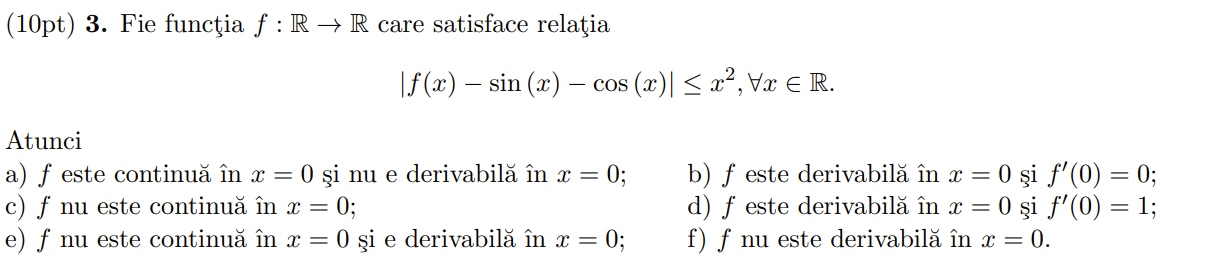 (10pt) 3. Fie funcţia f : ℝ → ℝ care satisface relaţia
|f(x) − sin (x) − cos (x)| ≤ x², ∀x ∈ ℝ.
Atunci
a) f este continuă în x = 0 şi nu e derivabilă în x = 0; b) f este derivabilă în x = 0 şi f′(0) = 0;
c) f nu este continuă în x = 0; d) f este derivabilă în x = 0 şi f′(0) = 1;
e) f nu este continuă în x = 0 şi e derivabilă în x = 0; f) f nu este derivabilă în x = 0.